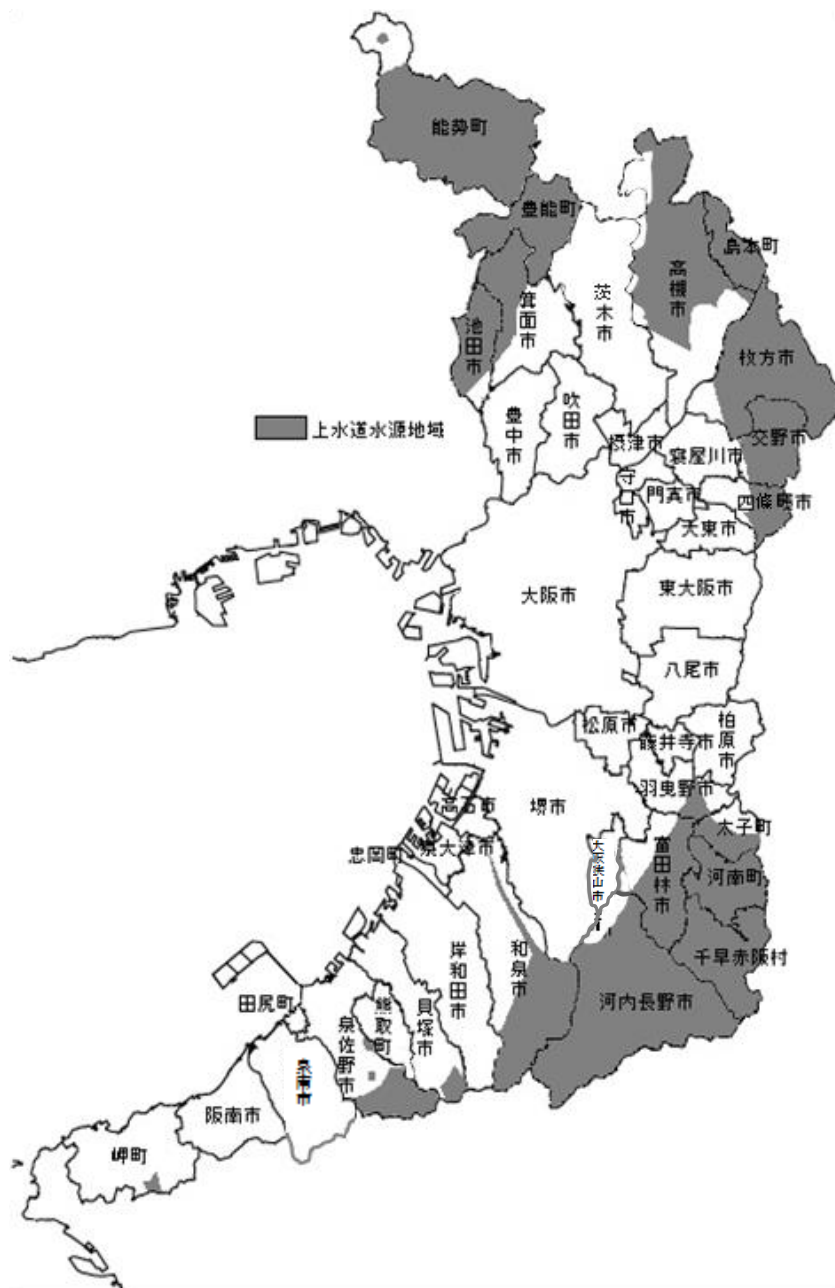 能勢町
豊能町
島本町
高槻市
茨木市
箕面市
池田市
枚方市
吹田市
豊中市
上水道水源地域
摂津市
交野市
寝屋川市
守口市
門真市
四條畷市
大東市
大阪市
東大阪市
八尾市
松原市
柏原市
藤井寺市
羽曳野市
高石市
堺市
太子町
泉大津市
忠岡町
大阪狭山市
富田林市
河南町
岸和田市
和泉市
千早赤阪村
田尻町
熊取町
貝塚市
河内長野市
泉佐野市
泉南市
阪南市
岬町